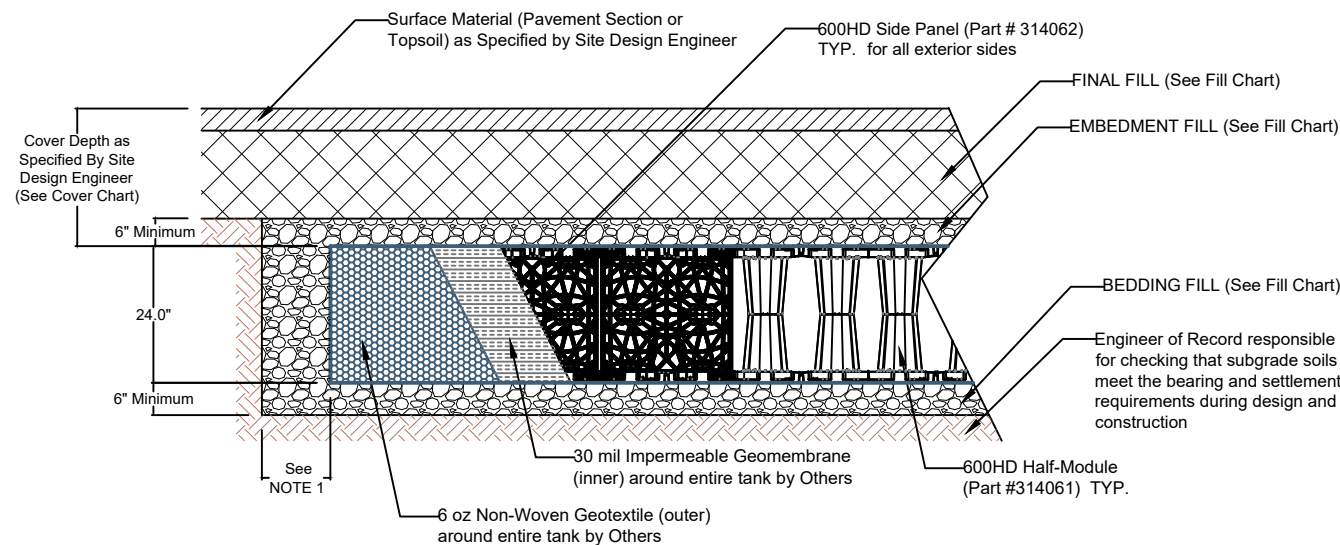 Surface Material (Pavement Section or
Topsoil) as Specified by Site Design Engineer
600HD Side Panel (Part # 314062)
TYP. for all exterior sides
FINAL FILL (See Fill Chart)
EMBEDMENT FILL (See Fill Chart)
Cover Depth as
Specified By Site
Design Engineer
(See Cover Chart)
6" Minimum
24.0"
6" Minimum
BEDDING FILL (See Fill Chart)
Engineer of Record responsible
for checking that subgrade soils
meet the bearing and settlement
requirements during design and
construction
See
NOTE 1
30 mil Impermeable Geomembrane
(inner) around entire tank by Others
600HD Half-Module
(Part #314061) TYP.
6 oz Non-Woven Geotextile (outer)
around entire tank by Others